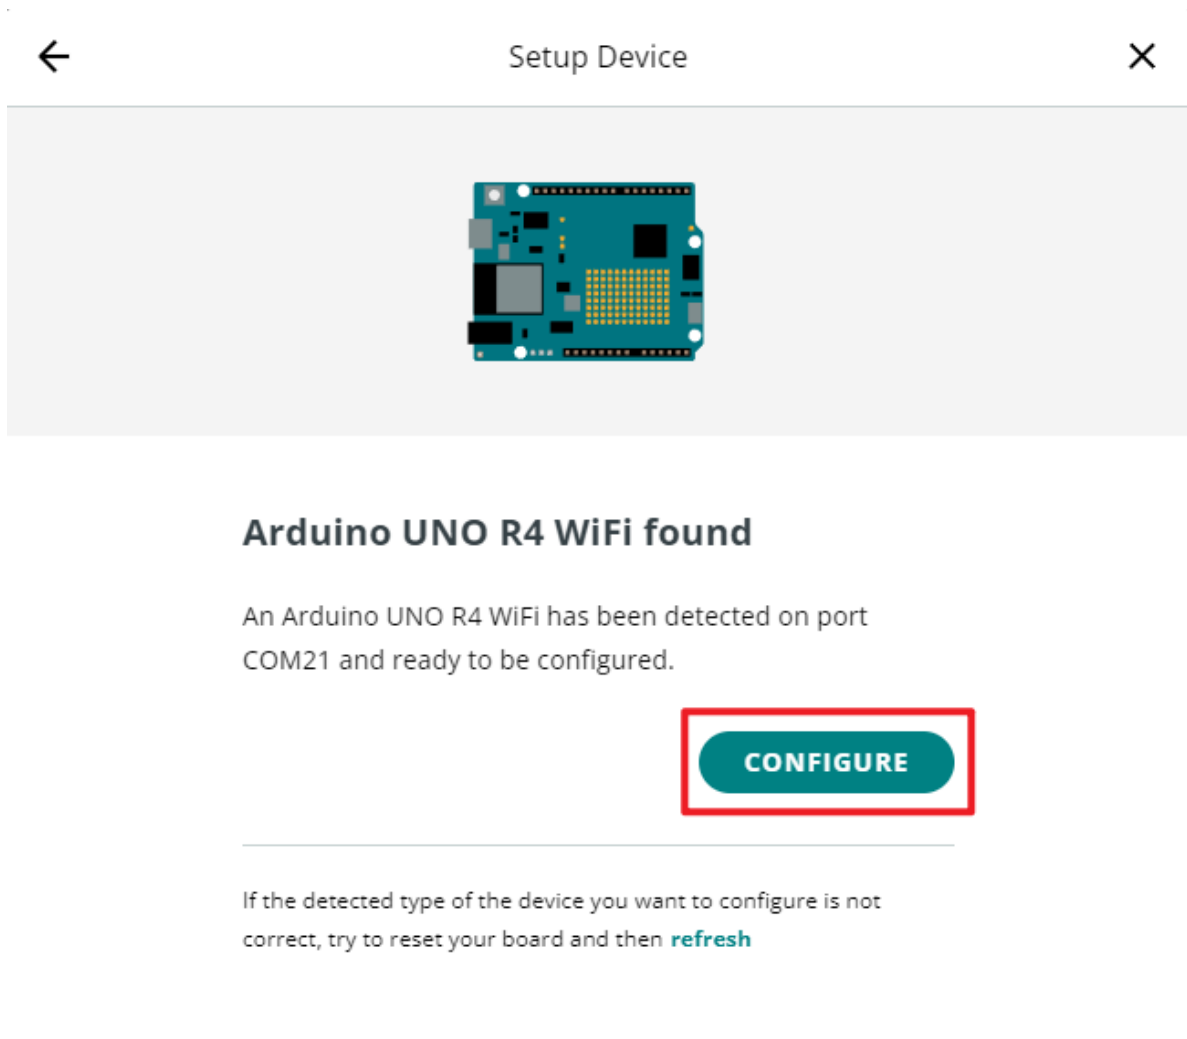 Setup Device
Arduino UNO R4 WiFi found
An Arduino UNO R4 WiFi has been detected on port
COM21 and ready to be configured.
CONFIGURE
If the detected type of the device you want to configure is not
correct, try to reset your board and then refresh